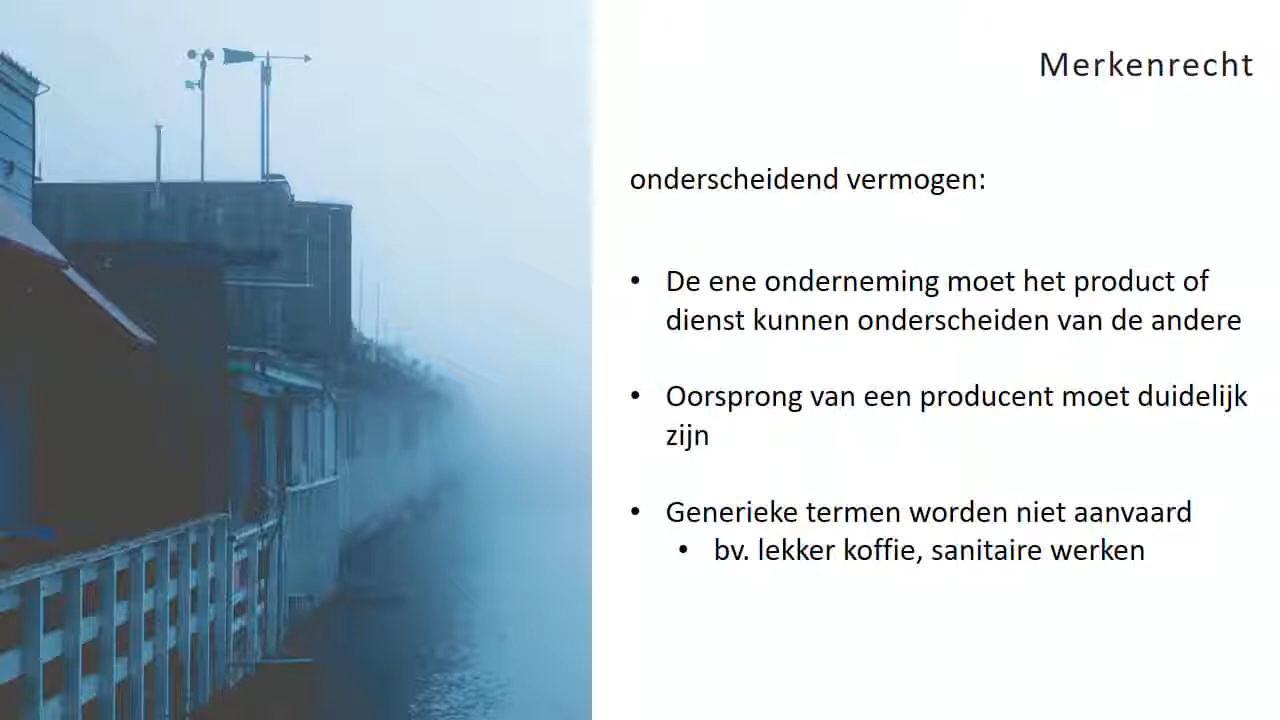 Merkenrecht
onderscheidend vermogen:
• De ene onderneming moet het product of
dienst kunnen onderscheiden van de andere
• Oorsprong van een producent moet duidelijk
zijn
• Generieke termen worden niet aanvaard
• bv. lekker koffie, sanitaire werken